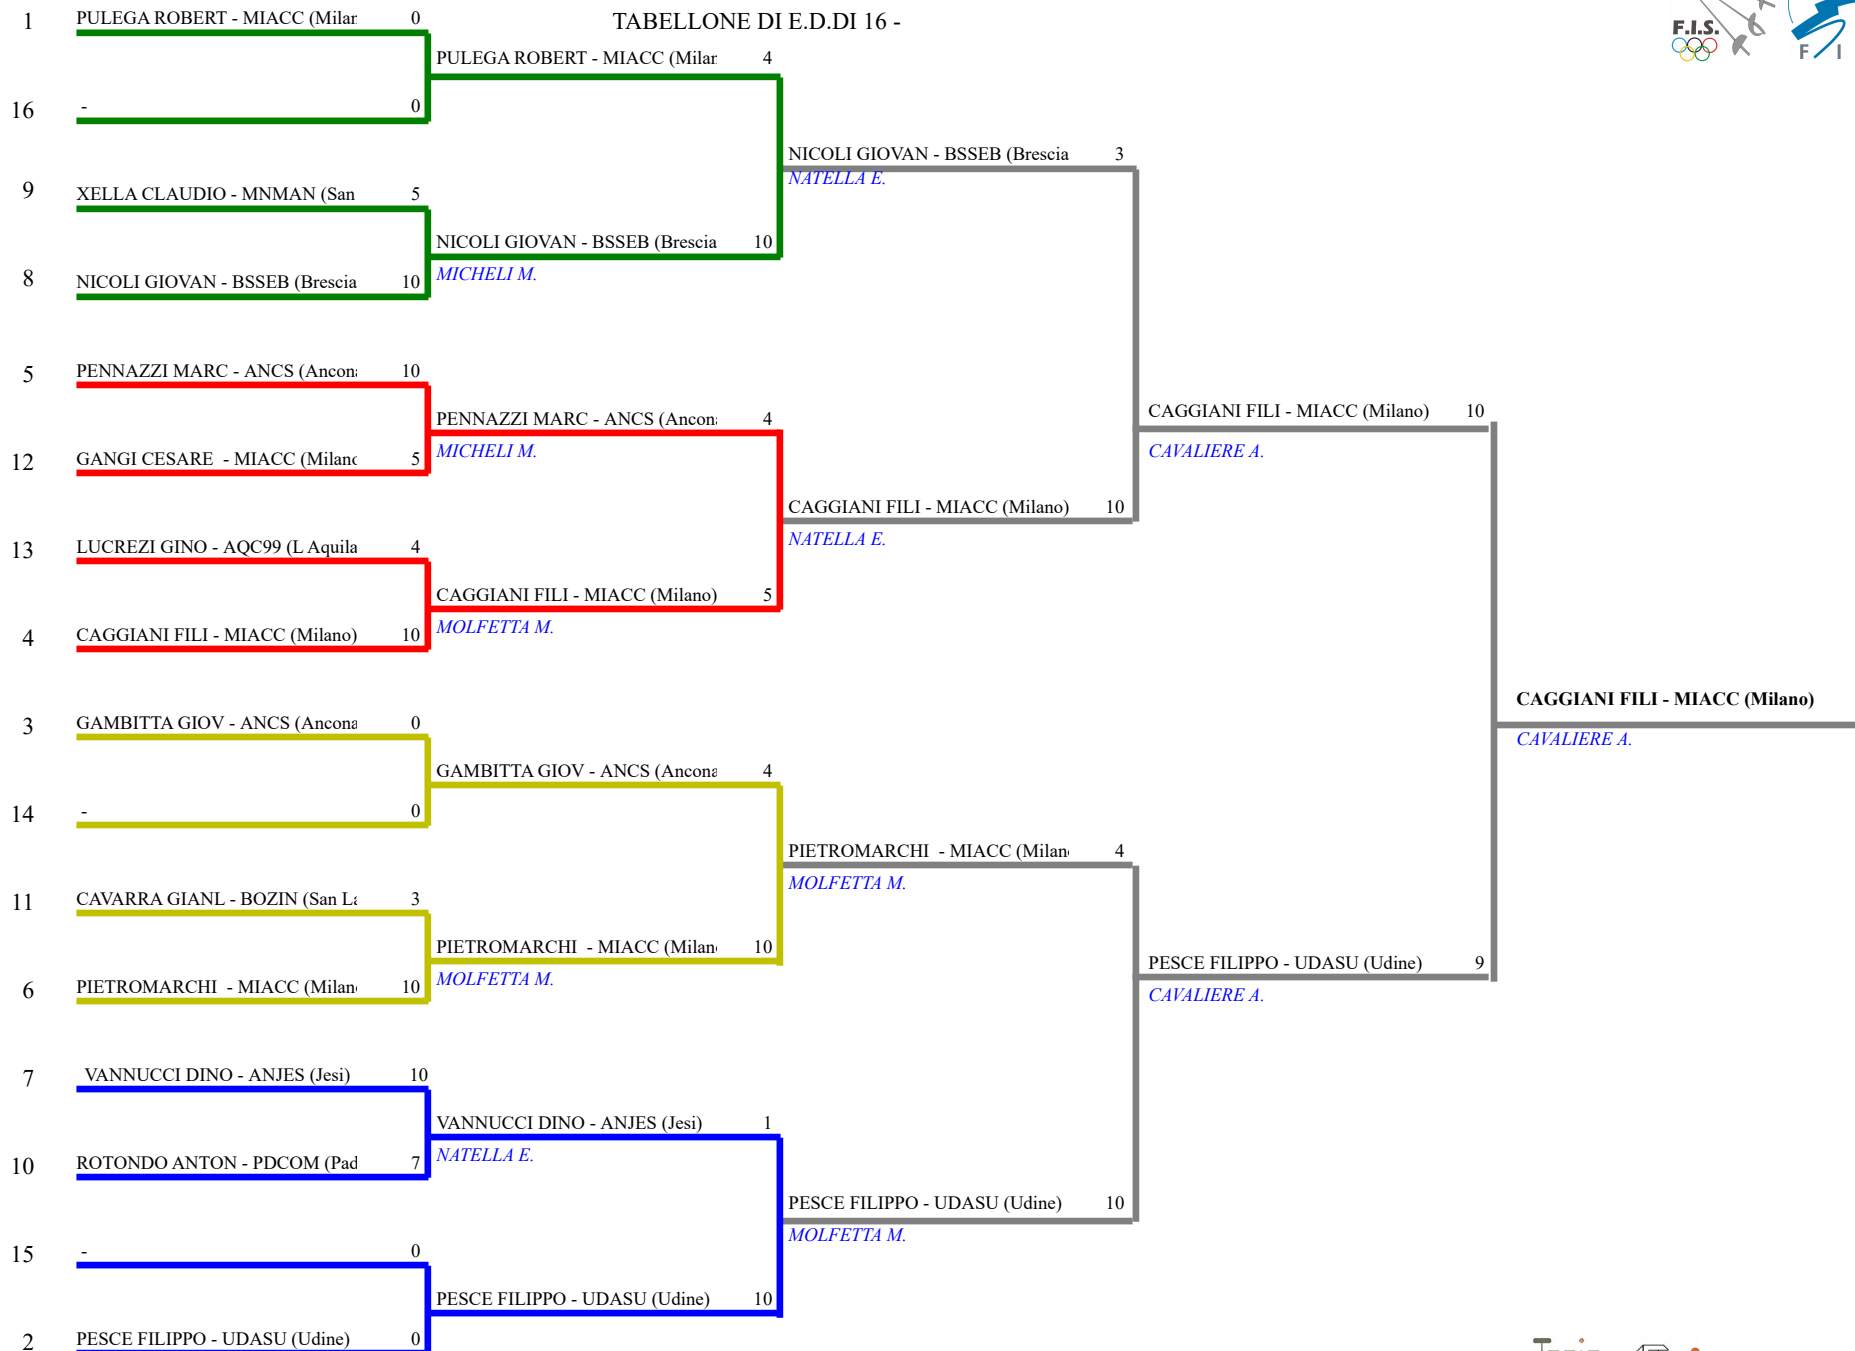 TABELLONE DI E.D.DI 16 -
F.I.S.
F I
1 PULEGA ROBERT - MIACC (Milar 0
PULEGA ROBERT - MIACC (Milar 4
16 - 0
NICOLI GIOVAN - BSSEB (Brescia 3
NATELLA E.
9 XELLA CLAUDIO - MNMAN (San 5
NICOLI GIOVAN - BSSEB (Brescia 10
MICHELI M.
8 NICOLI GIOVAN - BSSEB (Brescia 10
5 PENNAZZI MARC - ANCS (Ancona 10
CAGGIANI FILI - MIACC (Milano) 10
CAVALIERE A.
PENNAZZI MARC - ANCS (Ancona 4
MICHELI M.
12 GANGI CESARE - MIACC (Milano 5
CAGGIANI FILI - MIACC (Milano) 10
NATELLA E.
13 LUCREZI GINO - AQC99 (L Aquila 4
CAGGIANI FILI - MIACC (Milano) 5
MOLFETTA M.
4 CAGGIANI FILI - MIACC (Milano) 10
CAGGIANI FILI - MIACC (Milano)
CAVALIERE A.
3 GAMBITTA GIOV - ANCS (Ancona 0
GAMBITTA GIOV - ANCS (Ancona 4
14 - 0
PIETROMARCHI - MIACC (Milano 4
MOLFETTA M.
11 CAVARRA GIANL - BOZIN (San La 3
PIETROMARCHI - MIACC (Milano 10
MOLFETTA M.
PESCE FILIPPO - UDASU (Udine) 9
CAVALIERE A.
6 PIETROMARCHI - MIACC (Milano 10
7 VANNUCCI DINO - ANJES (Jesi) 10
VANNUCCI DINO - ANJES (Jesi) 1
NATELLA E.
10 ROTONDO ANTON - PDCOM (Pad 7
PESCE FILIPPO - UDASU (Udine) 10
MOLFETTA M.
15 - 0
PESCE FILIPPO - UDASU (Udine) 10
2 PESCE FILIPPO - UDASU (Udine) 0